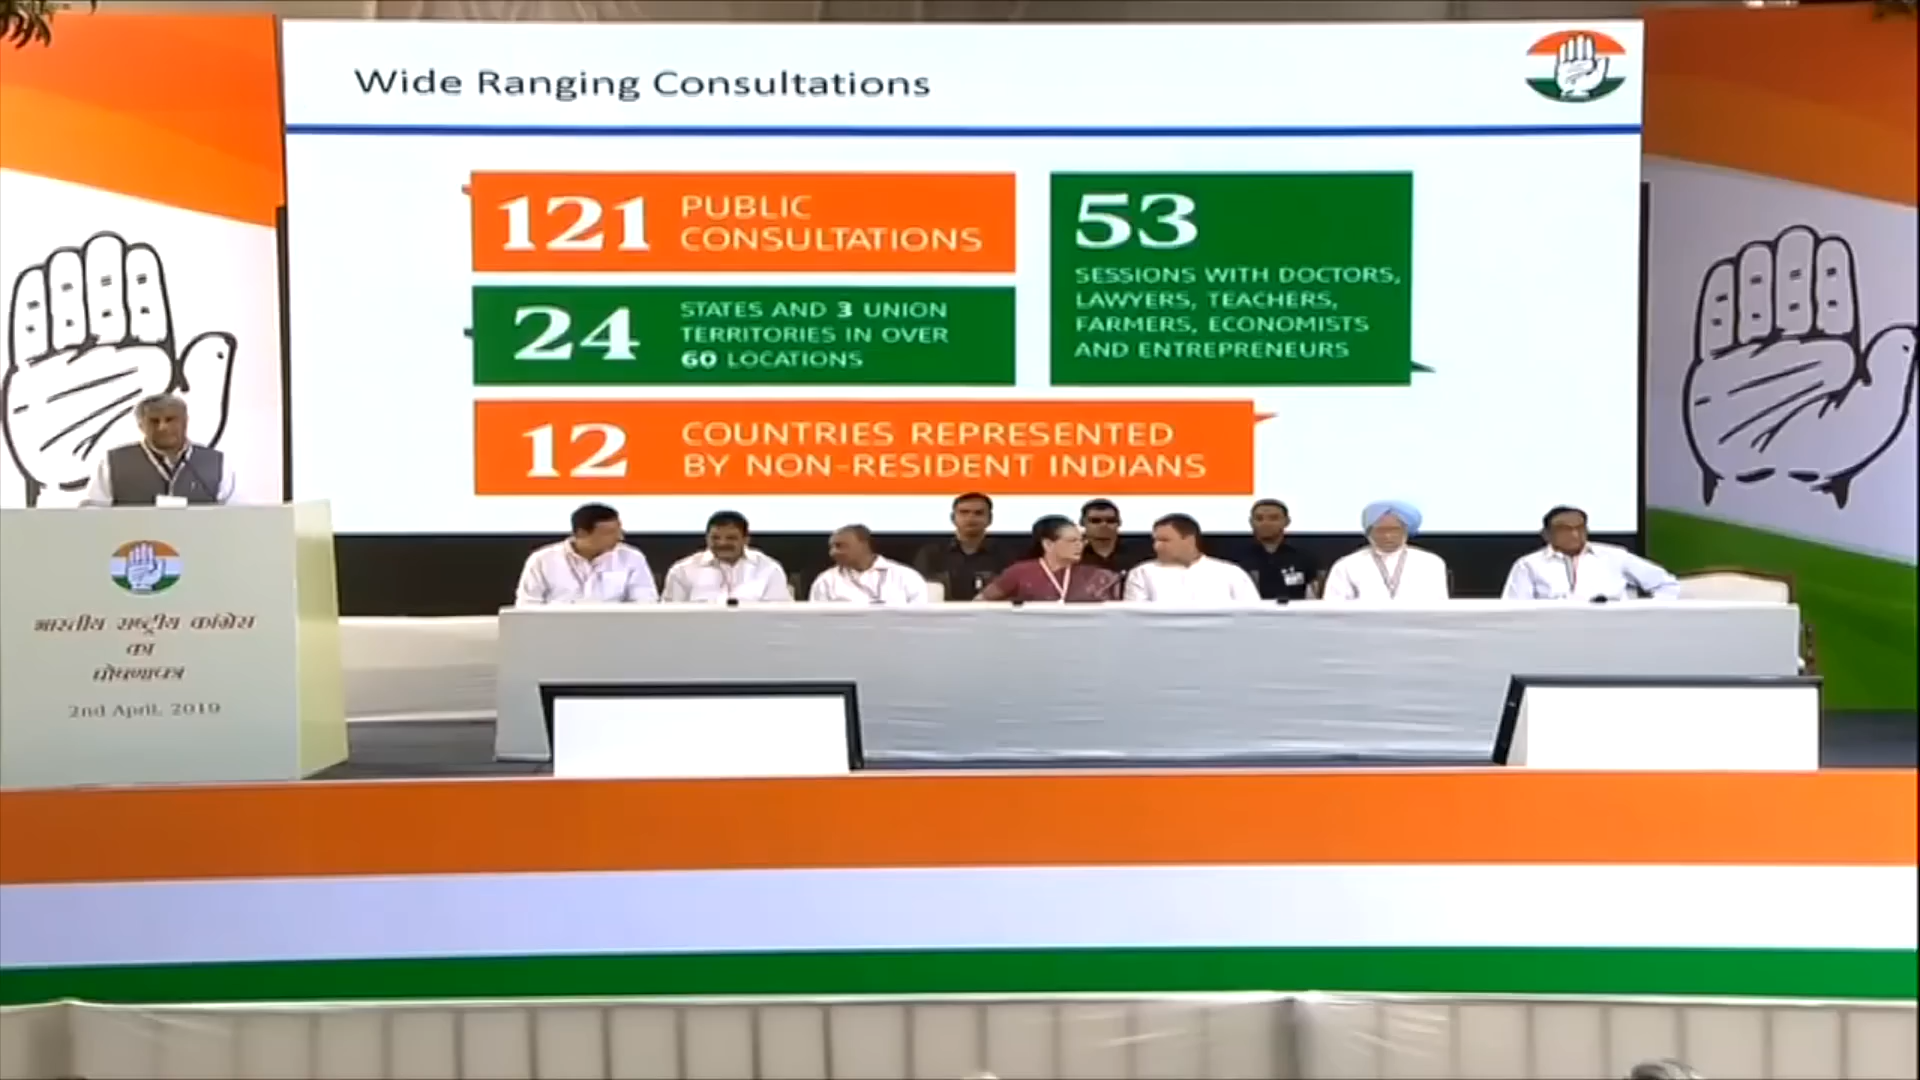 Wide Ranging Consultations
121 PUBLIC
CONSULTATIONS
24 STATES AND 3 UNION
TERRITORIES IN OVER
60 LOCATIONS
53
SESSIONS WITH DOCTORS,
LAWYERS, TEACHERS,
FARMERS, ECONOMISTS
AND ENTREPRENEURS
12 COUNTRIES REPRESENTED
BY NON-RESIDENT INDIANS
भारतीय राष्ट्रीय कांग्रेस
का
घोषणापत्र
2nd April, 2019